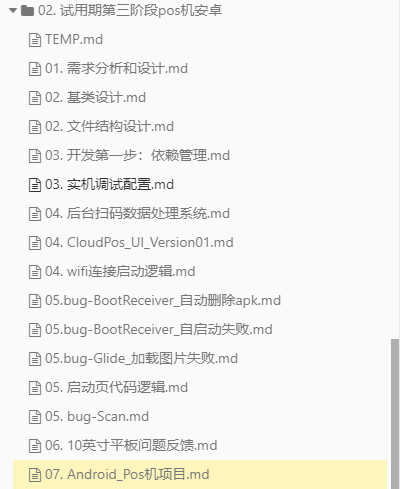 02. 试用期第三阶段pos机安卓
TEMP.md
01. 需求分析和设计.md
02. 基类设计.md
02. 文件结构设计.md
03. 开发第一步：依赖管理.md
03. 实机调试配置.md
04. 后台扫码数据处理系统.md
04. CloudPos_UI_Version01.md
04. wifi连接启动逻辑.md
05.bug-BootReceiver_自动删除apk.md
05.bug-BootReceiver_自启动失败.md
05.bug-Glide_加载图片失败.md
05. 启动页代码逻辑.md
05. bug-Scan.md
06. 10英寸平板问题反馈.md
07. Android_Pos机项目.md